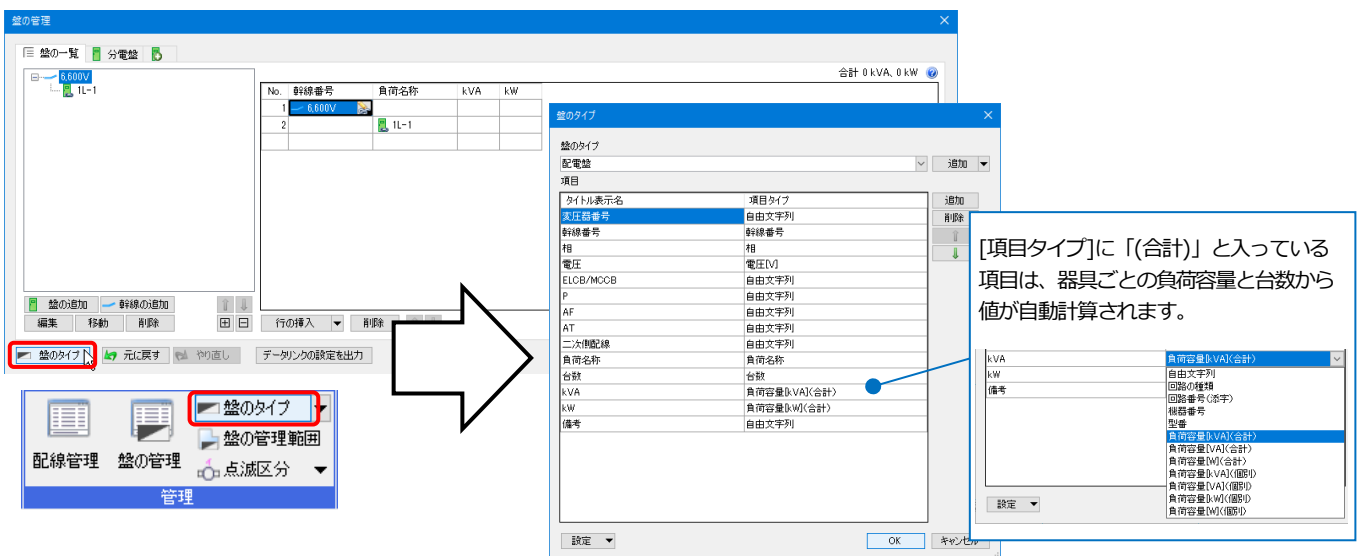 盤の管理
盤の一覧 分電盤
合計 0 kVA、0 kW
6,600V
1L-1
No. 幹線番号 負荷名称 kVA kW
1 6,600V
2 1L-1
盤の追加 幹線の追加
編集 移動 削除
行の挿入 削除
盤のタイプ 元に戻す やり直し データリンクの設定を出力
配線管理 盤の管理
盤のタイプ
盤の管理範囲
点滅区分
管理
盤のタイプ
盤のタイプ
配電盤 追加
項目
タイトル表示名 項目タイプ 追加
変圧器番号 自由文字列 削除
幹線番号 幹線番号
相 相
電圧 電圧[V]
ELCB/MCCB 自由文字列
P 自由文字列
AF 自由文字列
AT 自由文字列
二次側配線 自由文字列
負荷名称 負荷名称
台数 台数
kVA 負荷容量[kVA](合計)
kW 負荷容量[kW](合計)
備考 自由文字列
設定 OK キャンセル
[項目タイプ]に「(合計)」と入っている
項目は、器具ごとの負荷容量と台数から
値が自動計算されます。
kVA 負荷容量[kVA](合計)
kW 自由文字列
回路の種類
備考 回路番号(添字)
機器番号
型番
負荷容量[kVA](合計)
負荷容量[VA](合計)
負荷容量[W](合計)
負荷容量[kVA](個別)
負荷容量[VA](個別)
負荷容量[kW](個別)
負荷容量[W](個別)
設定